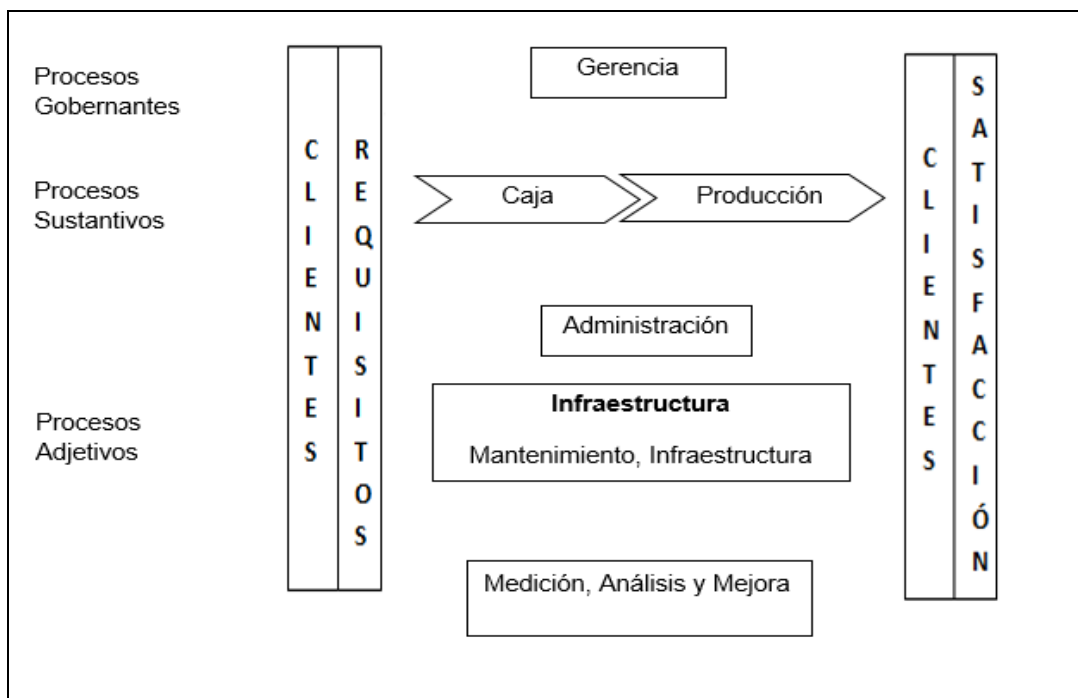 Procesos
Gobernantes
Procesos
Sustantivos
Procesos
Adjetivos
CLIENTES
REQUISITOS
Gerencia
Caja
Producción
Administración
Infraestructura
Mantenimiento, Infraestructura
Medición, Análisis y Mejora
CLIENTES
SATISFACCIÓN